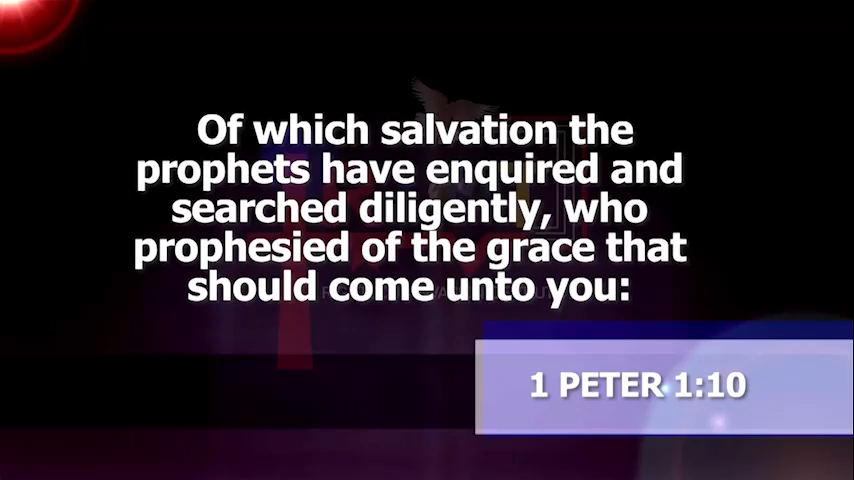 Of which salvation the
prophets have enquired and
searched diligently, who
prophesied of the grace that
should come unto you:
1 PETER 1:10